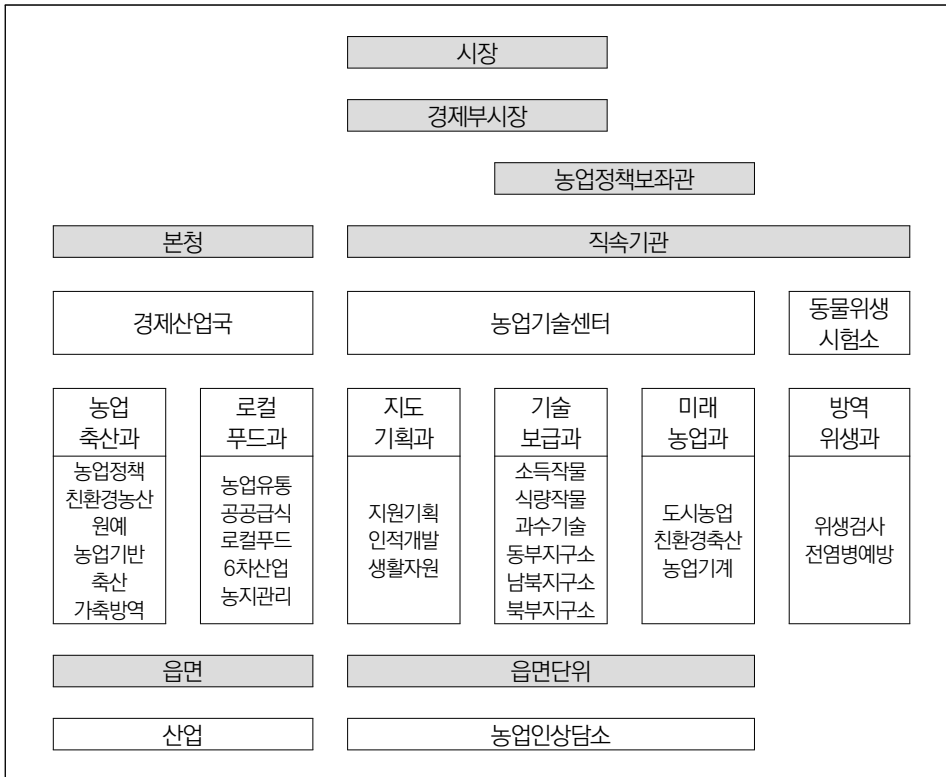 시장
경제부시장
농업정책보좌관
본청
직속기관
경제산업국
농업기술센터
동물위생
시험소
농업
축산과
농업정책
친환경농산
원예
농업기반
축산
가축방역
로컬
푸드과
농업유통
공공급식
로컬푸드
6차산업
농지관리
지도
기획과
지원기획
인적개발
생활자원
기술
보급과
소득작물
식량작물
과수기술
동부지구소
남북지구소
북부지구소
미래
농업과
도시농업
친환경축산
농업기계
방역
위생과
위생검사
전염병예방
읍면
읍면단위
산업
농업인상담소